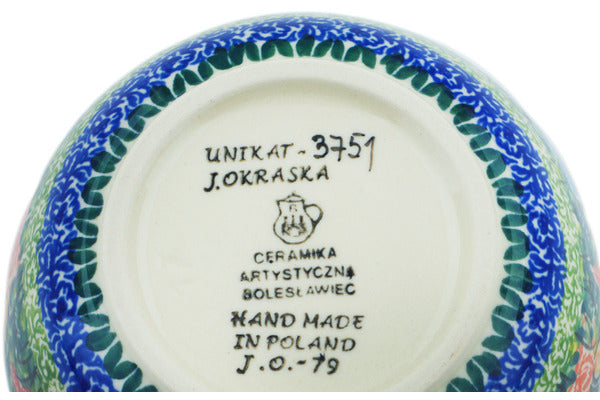 UNIKAT-3751
J.OKRASKA
CERAMIKA
ARTYSTYCZNA
BOLESŁAWIEC
HAND MADE
IN POLAND
J.O.-79